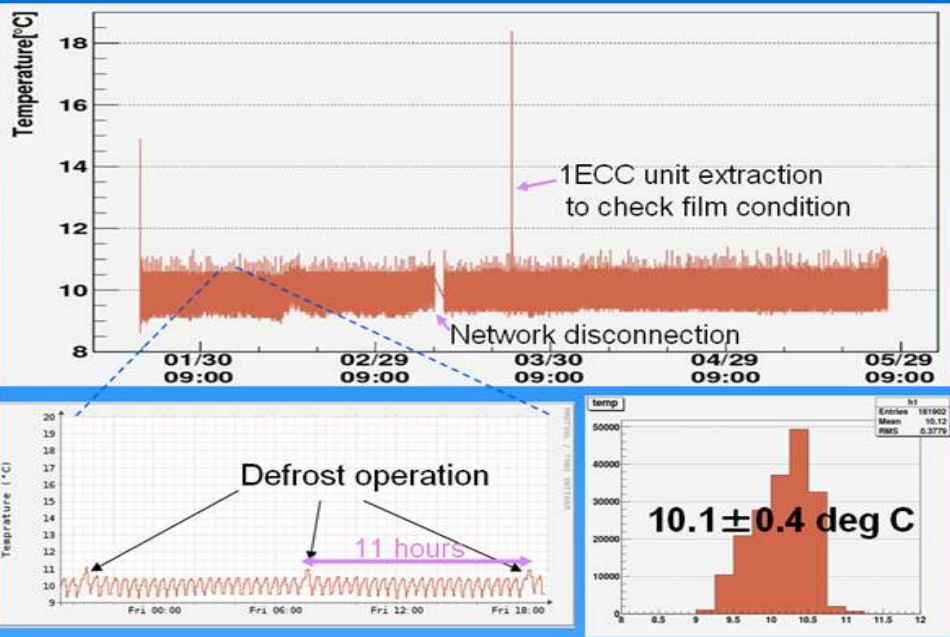 Temperature[°C]
18
16
14
12
10
8
1ECC unit extraction
to check film condition
Network disconnection
01/30 02/29 03/30 04/29 05/29
09:00 09:00 09:00 09:00 09:00
Temprature (°C)
20
19
18
17
16
15
14
13
12
11
10
9
Defrost operation
11 hours
Fri 00:00 Fri 06:00 Fri 12:00 Fri 18:00
temp
h1
Entries 181902
Mean 10.12
RMS 0.3779
50000
40000
30000
20000
10000
0
10.1±0.4 deg C
8 8.5 9 9.5 10 10.5 11 11.5 12